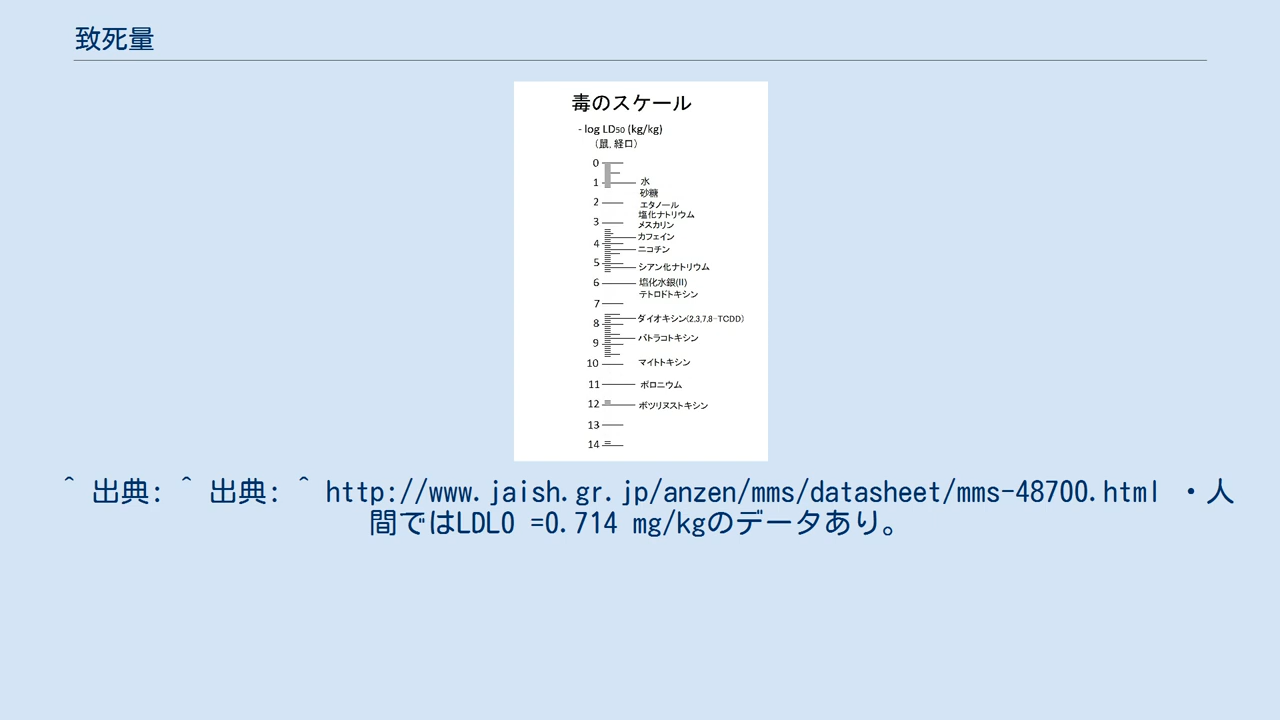 致死量
毒のスケール
- log LD50 (kg/kg)
（鼠, 経口）
0
1 水
砂糖
2 エタノール
塩化ナトリウム
3 メスカリン
カフェイン
4 ニコチン
5 シアン化ナトリウム
6 塩化水銀(II)
テトロドトキシン
7
ダイオキシン(2,3,7,8-TCDD)
8
バトラコトキシン
9
10 マイトトキシン
11 ポロニウム
12 ボツリヌストキシン
13
14
^ 出典: ^ 出典: ^ http://www.jaish.gr.jp/anzen/mms/datasheet/mms-48700.html ・人
間ではLDL0 =0.714 mg/kgのデータあり。